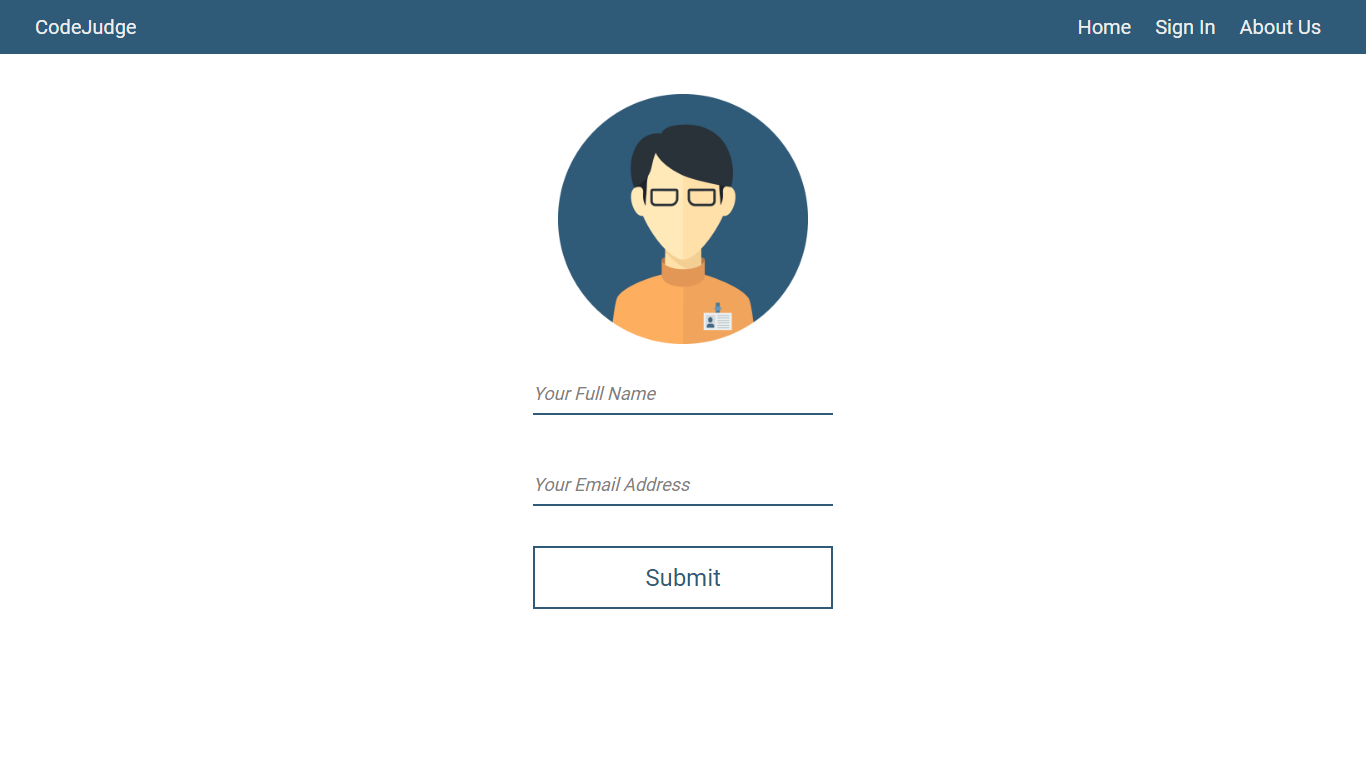 CodeJudge
Home Sign In About Us
Your Full Name
Your Email Address
Submit